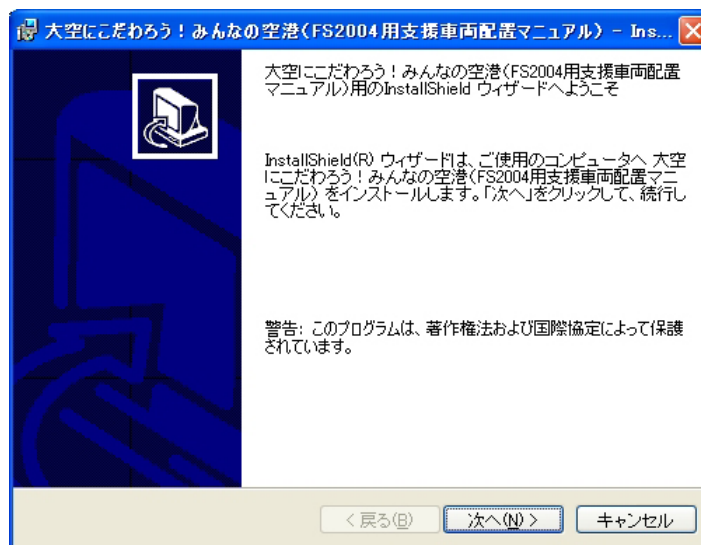 大空にこだわろう！みんなの空港(FS2004用支援車両配置マニュアル) - Ins...
大空にこだわろう！みんなの空港(FS2004用支援車両配置
マニュアル)用のInstallShield ウィザードへようこそ
InstallShield(R) ウィザードは、ご使用のコンピュータへ 大空
にこだわろう！みんなの空港(FS2004用支援車両配置マニ
ュアル) をインストールします。「次へ」をクリックして、続行し
てください。
警告: このプログラムは、著作権法および国際協定によって保護
されています。
< 戻る(B)
次へ(N) >
キャンセル